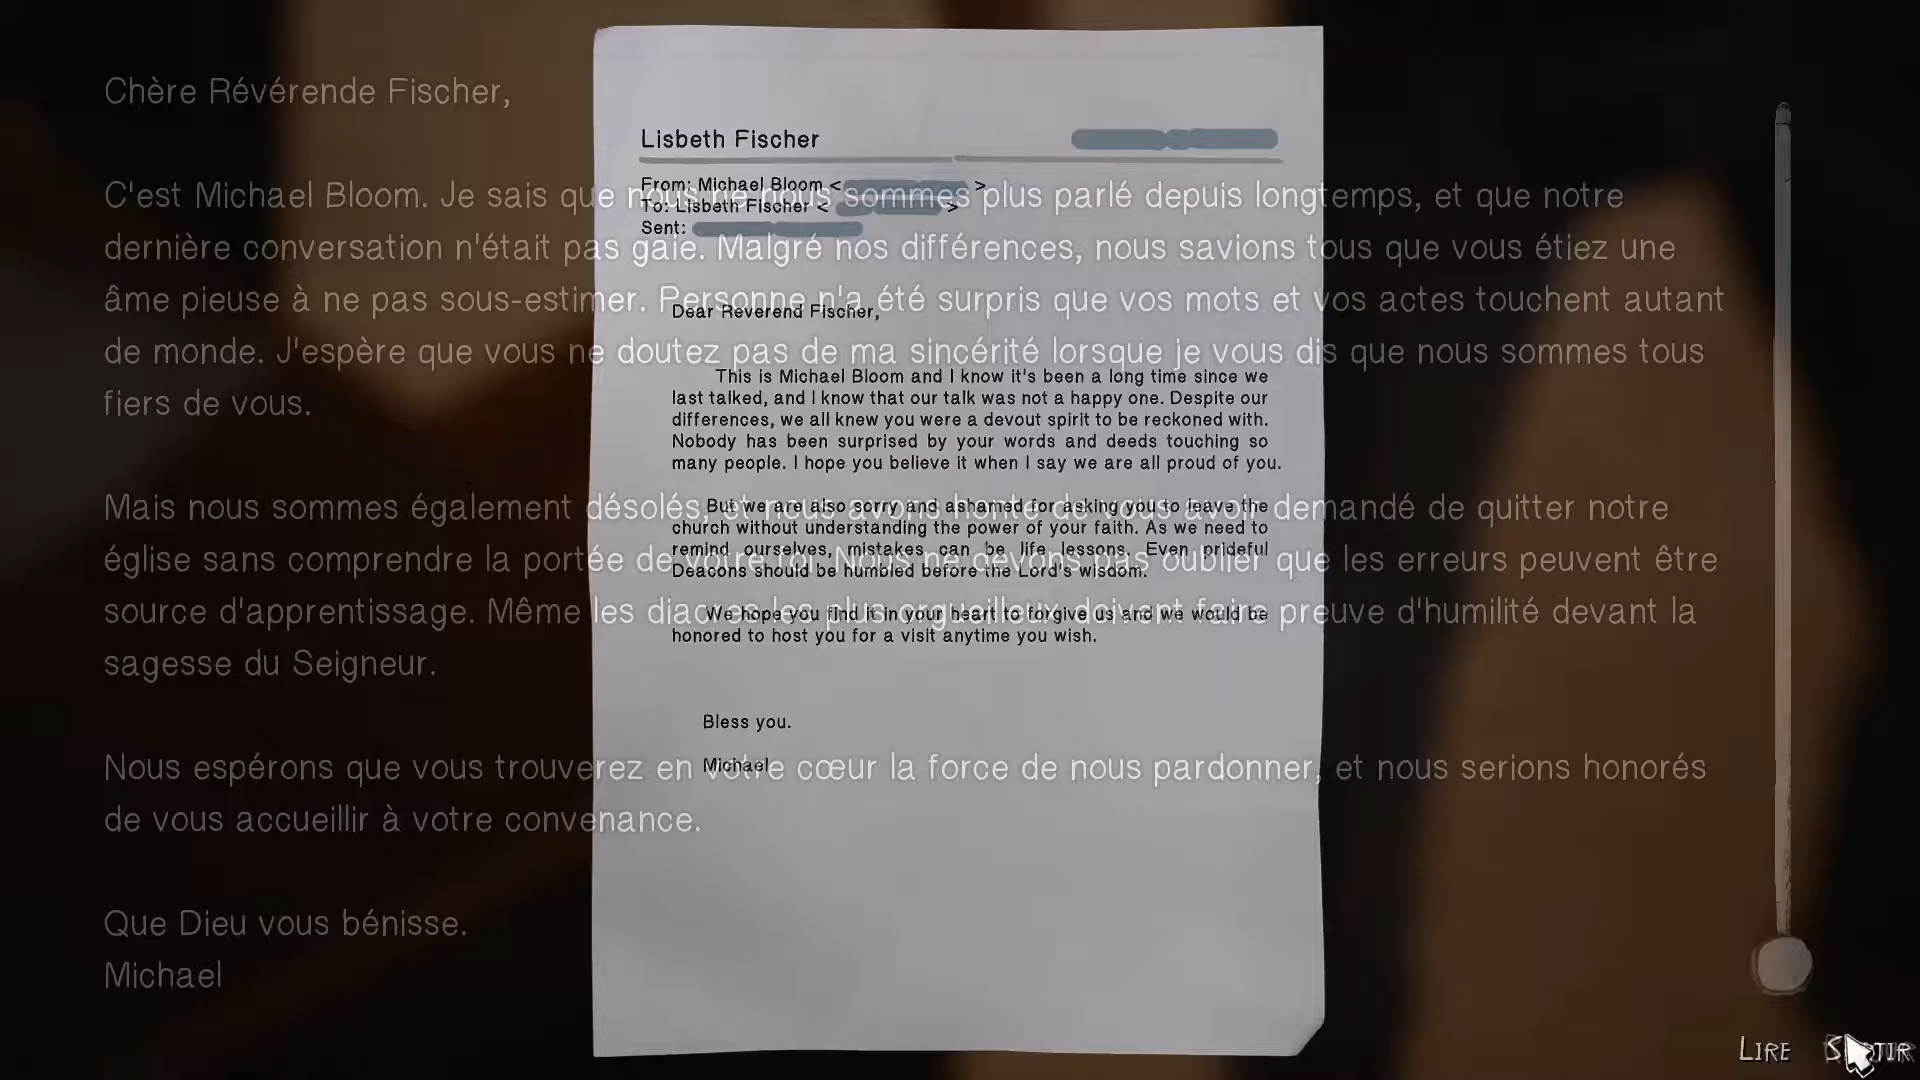 Chère Révérende Fischer,
C'est Michael Bloom. Je sais que nous ne nous sommes plus parlé depuis longtemps, et que notre
dernière conversation n'était pas gaie. Malgré nos différences, nous savions tous que vous étiez une
âme pieuse à ne pas sous-estimer. Personne n'a été surpris que vos mots et vos actes touchent autant
de monde. J'espère que vous ne doutez pas de ma sincérité lorsque je vous dis que nous sommes tous
fiers de vous.
Mais nous sommes également désolés, et nous avons honte de vous avoir demandé de quitter notre
église sans comprendre la portée de votre foi. Nous ne devons pas oublier que les erreurs peuvent être
source d'apprentissage. Même les diacres les plus orgueilleux doivent faire preuve d'humilité devant la
sagesse du Seigneur.
Nous espérons que vous trouverez en votre cœur la force de nous pardonner, et nous serions honorés
de vous accueillir à votre convenance.
Que Dieu vous bénisse.
Michael
Lisbeth Fischer
From: Michael Bloom < >
To: Lisbeth Fischer < >
Sent:
Dear Reverend Fischer,
This is Michael Bloom and I know it's been a long time since we
last talked, and I know that our talk was not a happy one. Despite our
differences, we all knew you were a devout spirit to be reckoned with.
Nobody has been surprised by your words and deeds touching so
many people. I hope you believe it when I say we are all proud of you.
But we are also sorry and ashamed for asking you to leave the
church without understanding the power of your faith. As we need to
remind ourselves, mistakes can be life lessons. Even prideful
Deacons should be humbled before the Lord's wisdom.
We hope you find it in your heart to forgive us and we would be
honored to host you for a visit anytime you wish.
Bless you.
Michael
LIRE